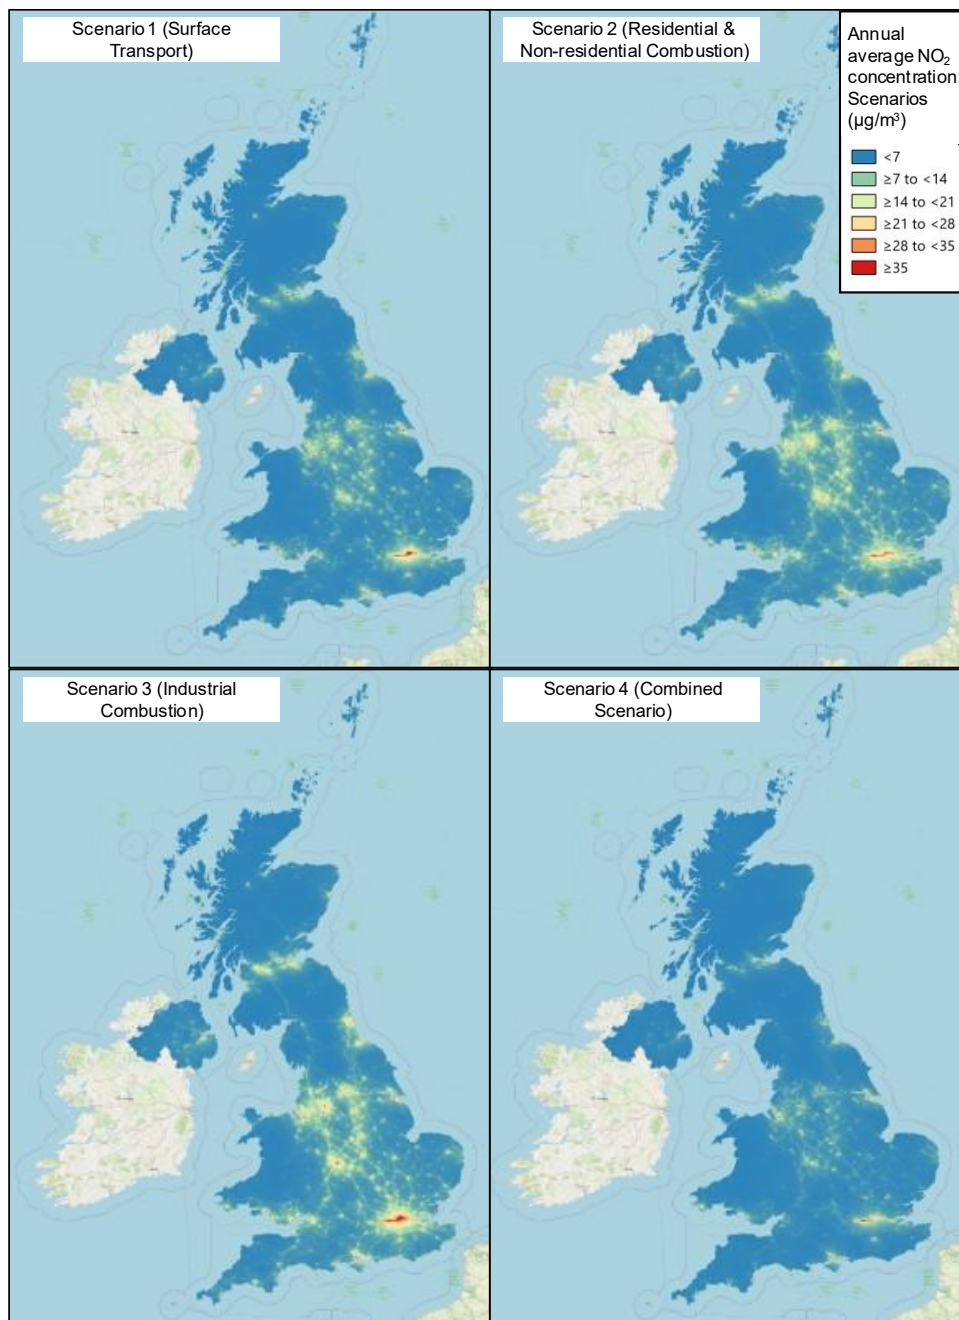 Scenario 1 (Surface
Transport)
Scenario 2 (Residential &
Non-residential Combustion)
Annual
average NO₂
concentration:
Scenarios
(µg/m³)
<7
≥7 to <14
≥14 to <21
≥21 to <28
≥28 to <35
≥35
Scenario 3 (Industrial
Combustion)
Scenario 4 (Combined
Scenario)